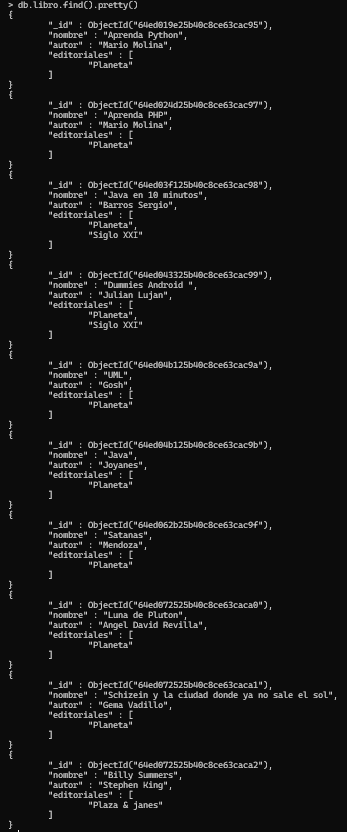 > db.libro.find().pretty()
{
"_id" : ObjectId("64ed019e25b40c8ce63cac95"),
"nombre" : "Aprenda Python",
"autor" : "Mario Molina",
"editoriales" : [
"Planeta"
]
}
{
"_id" : ObjectId("64ed024d25b40c8ce63cac97"),
"nombre" : "Aprenda PHP",
"autor" : "Mario Molina",
"editoriales" : [
"Planeta"
]
}
{
"_id" : ObjectId("64ed03f125b40c8ce63cac98"),
"nombre" : "Java en 10 minutos",
"autor" : "Barros Sergio",
"editoriales" : [
"Planeta",
"Siglo XXI"
]
}
{
"_id" : ObjectId("64ed043325b40c8ce63cac99"),
"nombre" : "Dummies Android ",
"autor" : "Julian Lujan",
"editoriales" : [
"Planeta",
"Siglo XXI"
]
}
{
"_id" : ObjectId("64ed04b125b40c8ce63cac9a"),
"nombre" : "UML",
"autor" : "Gosh",
"editoriales" : [
"Planeta"
]
}
{
"_id" : ObjectId("64ed04b125b40c8ce63cac9b"),
"nombre" : "Java",
"autor" : "Joyanes",
"editoriales" : [
"Planeta"
]
}
{
"_id" : ObjectId("64ed062b25b40c8ce63cac9f"),
"nombre" : "Satanas",
"autor" : "Mendoza",
"editoriales" : [
"Planeta"
]
}
{
"_id" : ObjectId("64ed072525b40c8ce63caca0"),
"nombre" : "Luna de Pluton",
"autor" : "Angel David Revilla",
"editoriales" : [
"Planeta"
]
}
{
"_id" : ObjectId("64ed072525b40c8ce63caca1"),
"nombre" : "Schizein y la ciudad donde ya no sale el sol",
"autor" : "Gema Vadillo",
"editoriales" : [
"Planeta"
]
}
{
"_id" : ObjectId("64ed072525b40c8ce63caca2"),
"nombre" : "Billy Summers",
"autor" : "Stephen King",
"editoriales" : [
"Plaza & janes"
]
}